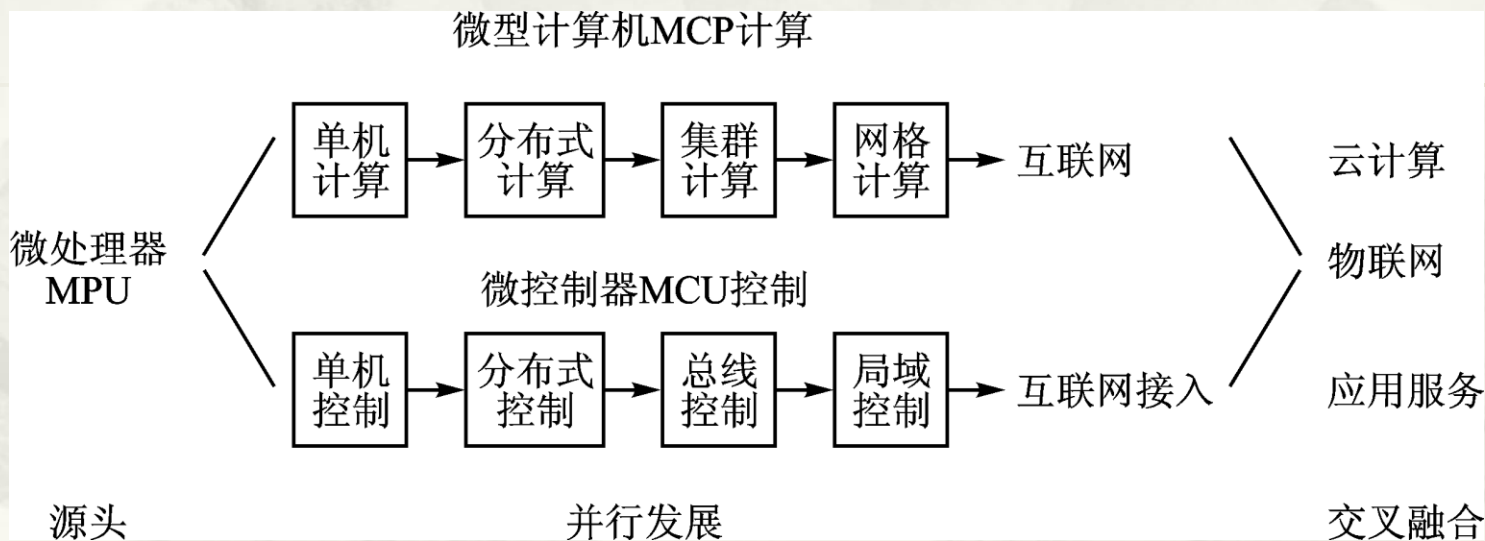 微型计算机MCP计算
单机
计算
分布式
计算
集群
计算
网格
计算
互联网
云计算
微处理器
MPU
物联网
微控制器MCU控制
单机
控制
分布式
控制
总线
控制
局域
控制
互联网接入
应用服务
源头
并行发展
交叉融合